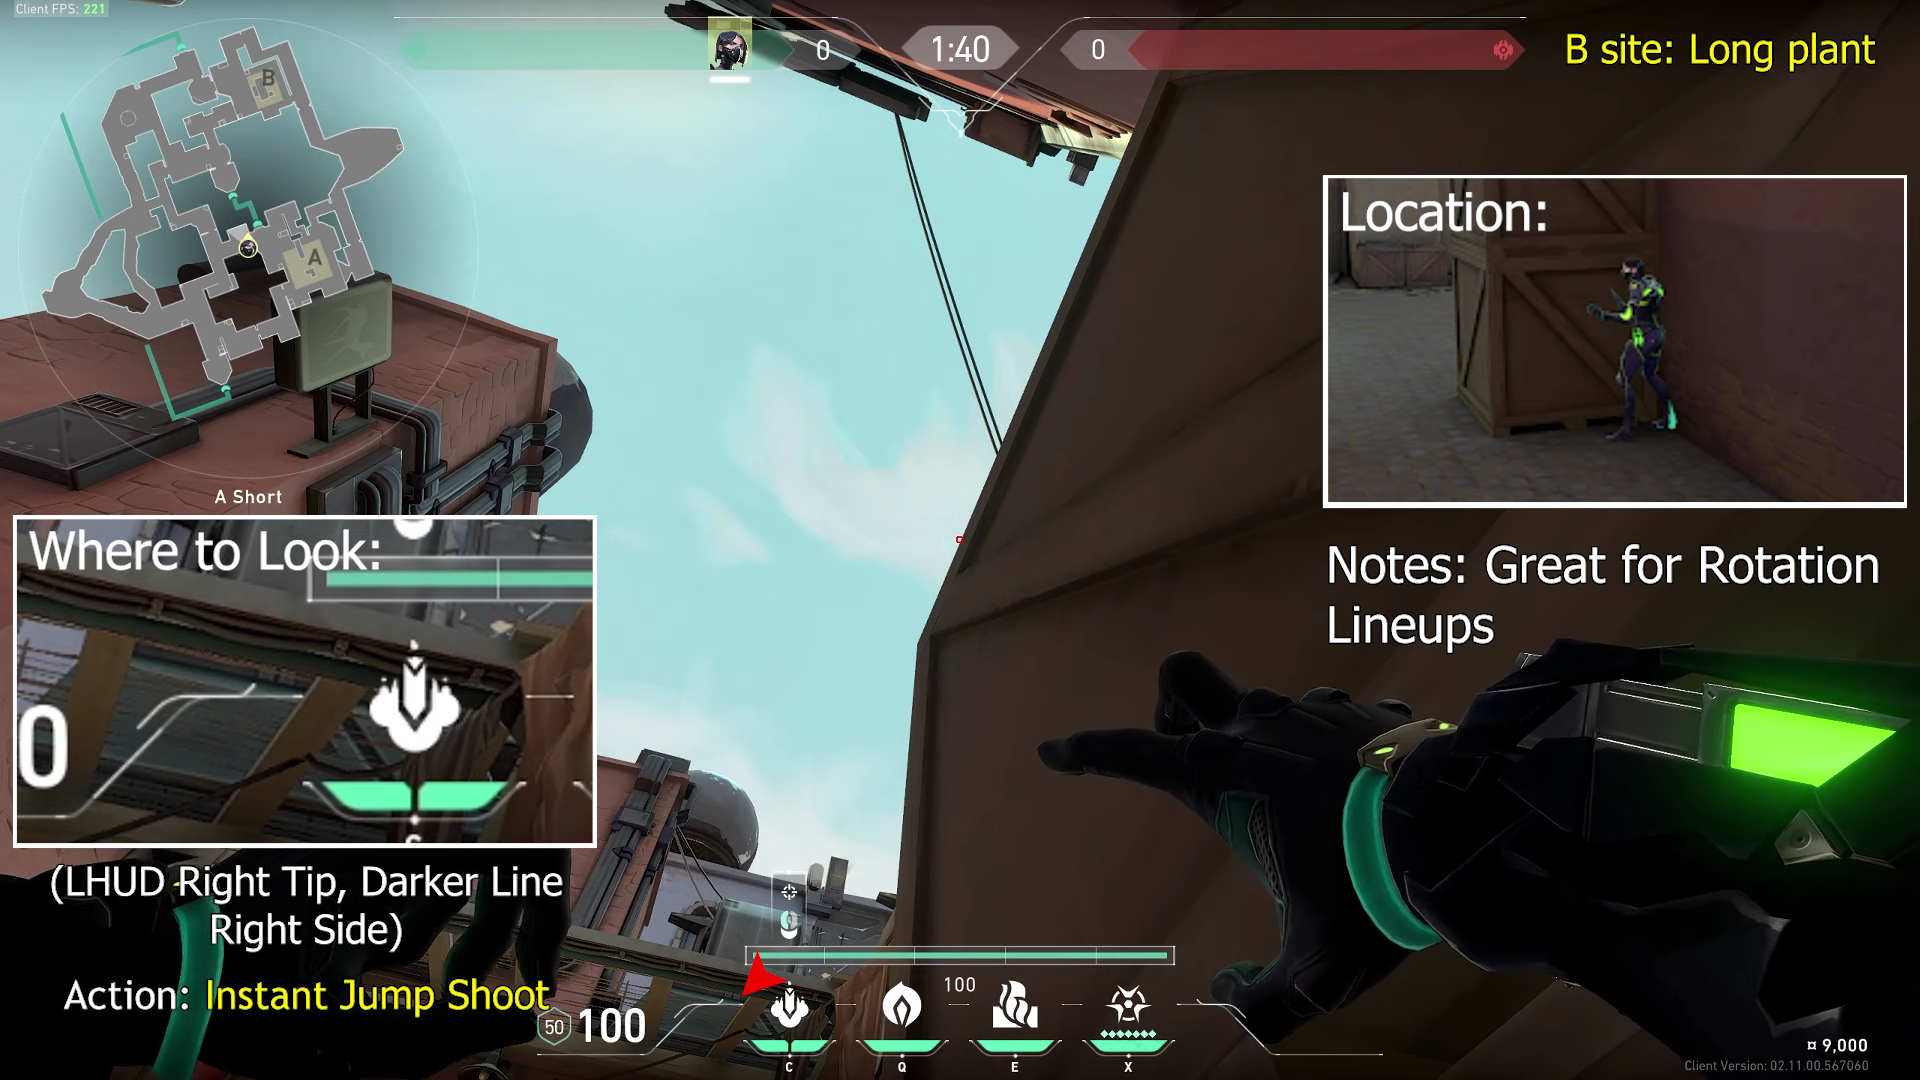 Client FPS: 221
0
1:40
0
B site: Long plant
B
A
A Short
Location:
Where to Look:
0
C
Notes: Great for Rotation
Lineups
(LHUD Right Tip, Darker Line
Right Side)
Action: Instant Jump Shoot
50
100
100
C
Q
E
X
¤ 9,000
Client Version: 02.11.00.567060